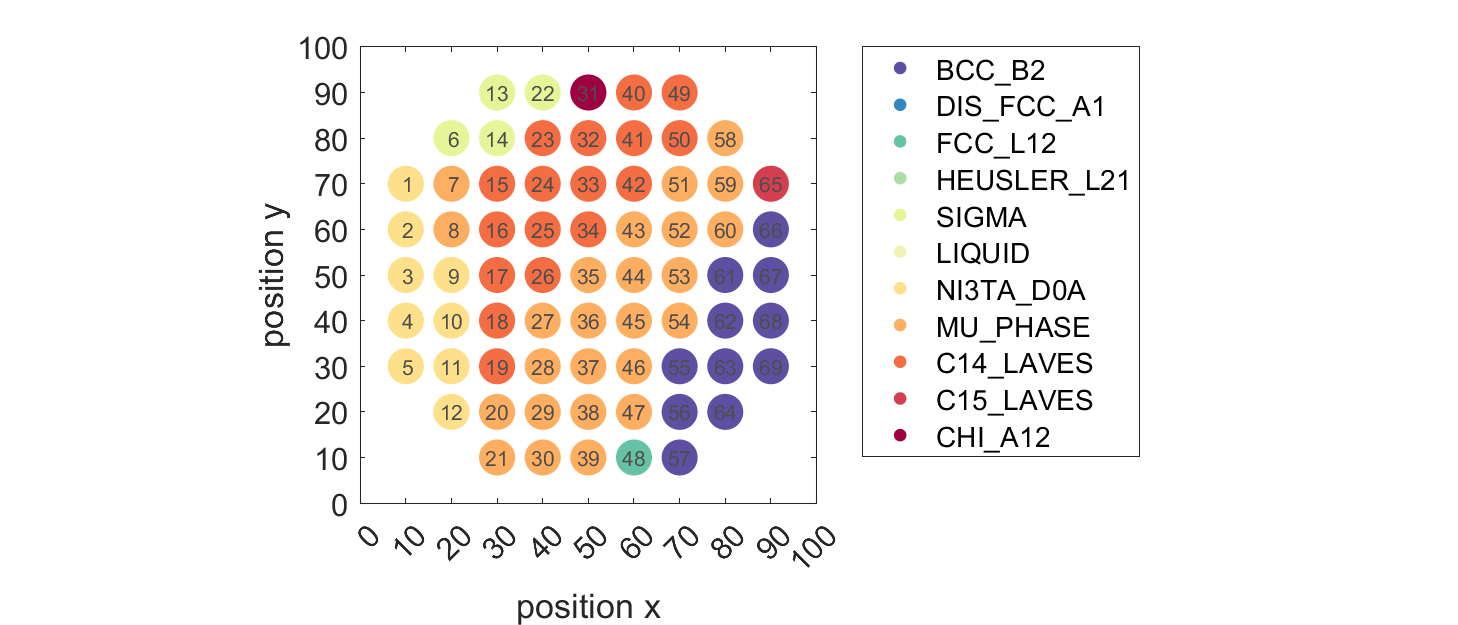 100
90
80
70
60
50
40
30
20
10
0
position y
13 22 31 40 49
6 14 23 32 41 50 58
1 7 15 24 33 42 51 59 65
2 8 16 25 34 43 52 60 66
3 9 17 26 35 44 53 61 67
4 10 18 27 36 45 54 62 68
5 11 19 28 37 46 55 63 69
12 20 29 38 47 56 64
21 30 39 48 57
0 10 20 30 40 50 60 70 80 90 100
position x
BCC_B2
DIS_FCC_A1
FCC_L12
HEUSLER_L21
SIGMA
LIQUID
NI3TA_D0A
MU_PHASE
C14_LAVES
C15_LAVES
CHI_A12